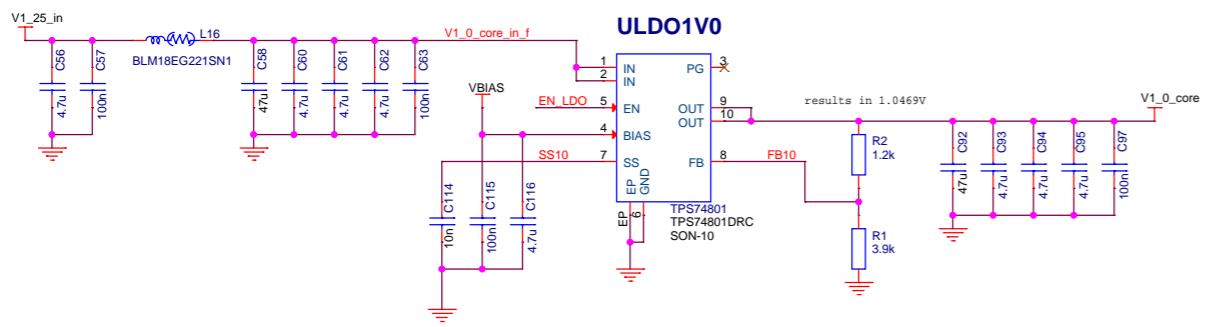 ULDO1V0
V1_25_in
L16
BLM18EG221SN1
V1_0_core_in_f
C56
4.7u
C57
100n
C58
47u
C60
4.7u
C61
4.7u
C62
4.7u
C63
100n
VBIAS
EN_LDO
SS10
C114
10n
C115
100n
C116
4.7u
1
IN
2
IN
5
EN
4
BIAS
7
SS
EP
GND
EP
6
PG
3
OUT
9
OUT
10
FB
8
TPS74801
TPS74801DRC
SON-10
FB10
results in 1.0469V
V1_0_core
R2
1.2k
R1
3.9k
C92
47u
C93
4.7u
C94
4.7u
C95
4.7u
C97
100n